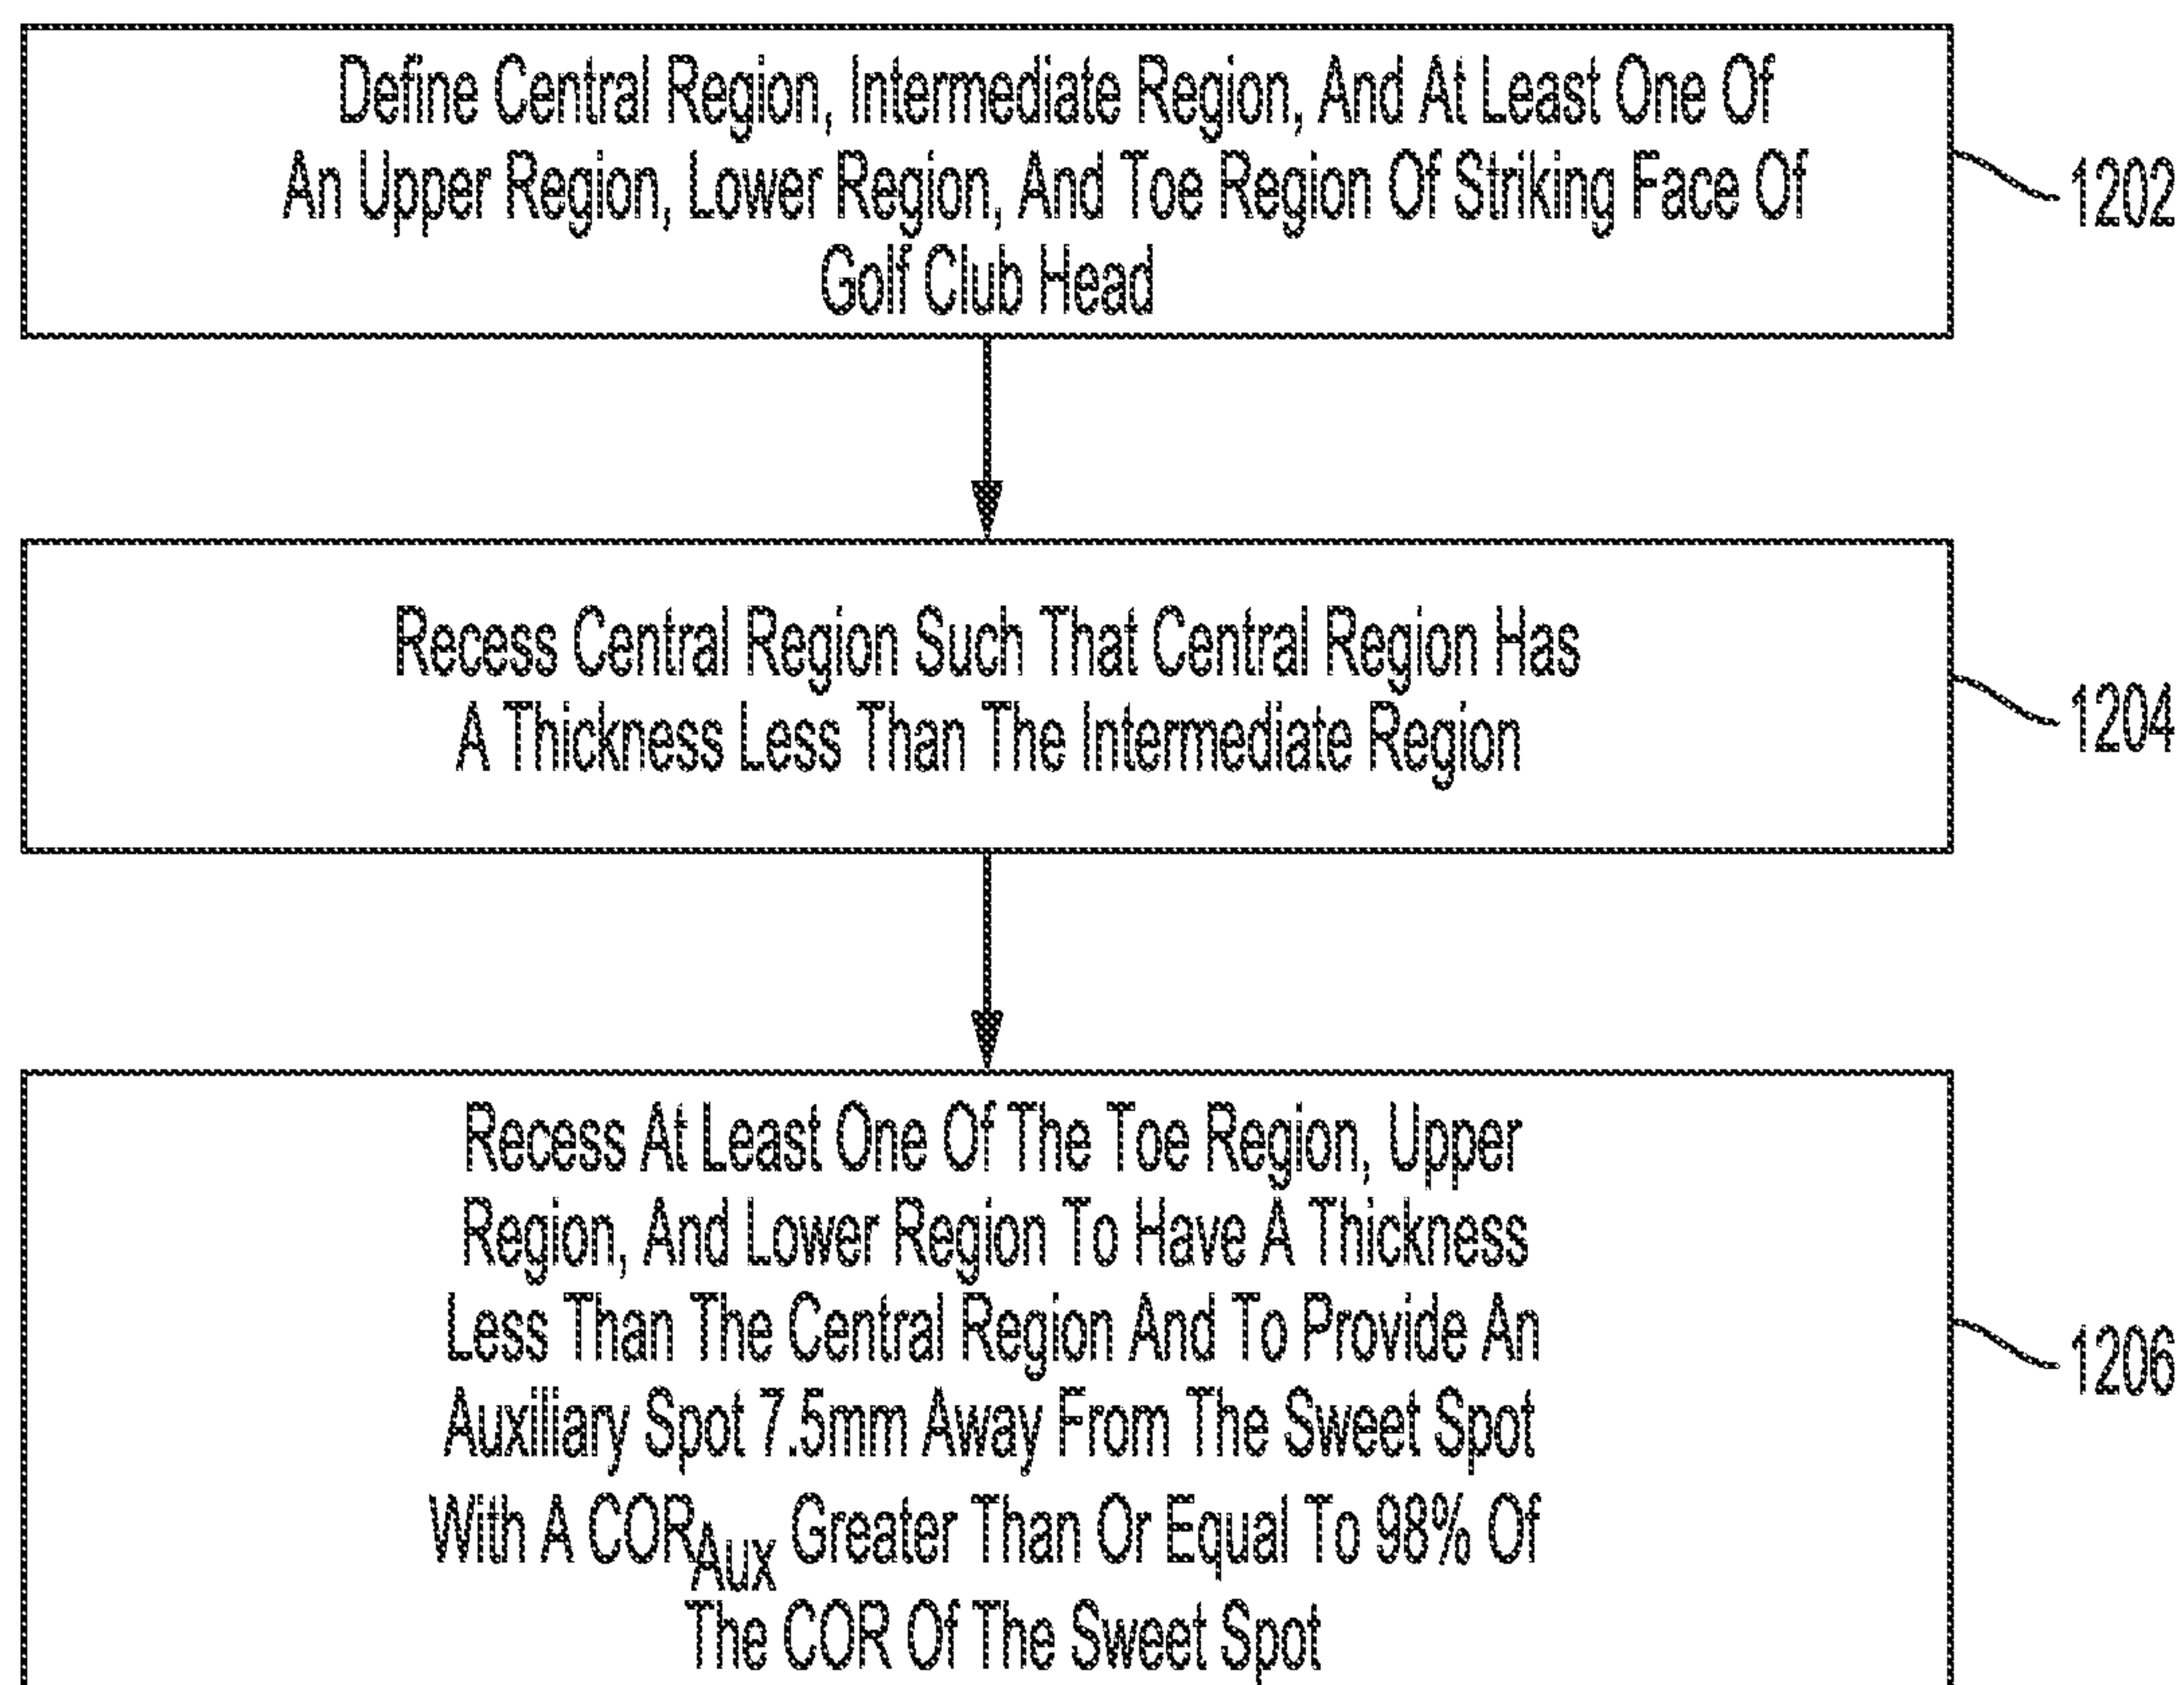 Define Central Region, Intermediate Region, And At Least One Of
An Upper Region, Lower Region, And Toe Region Of Striking Face Of
Golf Club Head
1202
Recess Central Region Such That Central Region Has
A Thickness Less Than The Intermediate Region
1204
Recess At Least One Of The Toe Region, Upper
Region, And Lower Region To Have A Thickness
Less Than The Central Region And To Provide An
Auxiliary Spot 7.5mm Away From The Sweet Spot
With A CORAux Greater Than Or Equal To 98% Of
The COR Of The Sweet Spot
1206